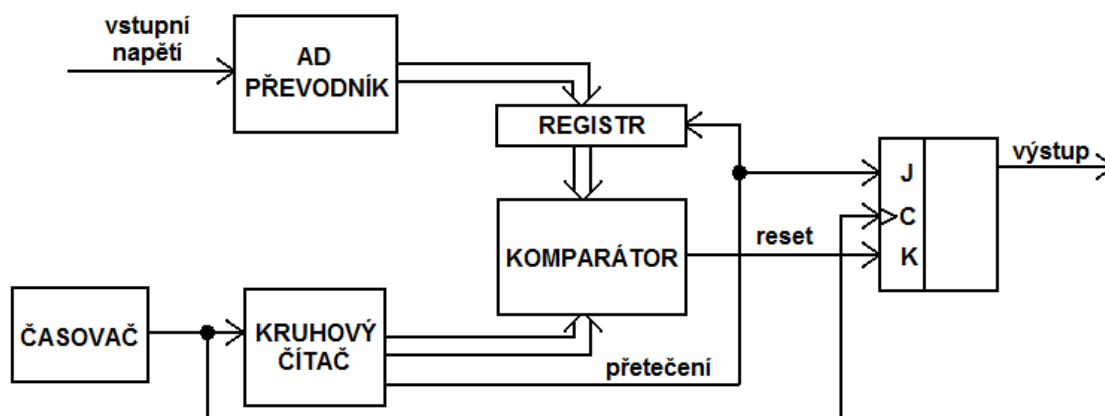 vstupní
napětí
AD
PŘEVODNÍK
REGISTR
výstup
J
C
K
KOMPARÁTOR
reset
ČASOVAČ
KRUHOVÝ
ČÍTAČ
přetečení